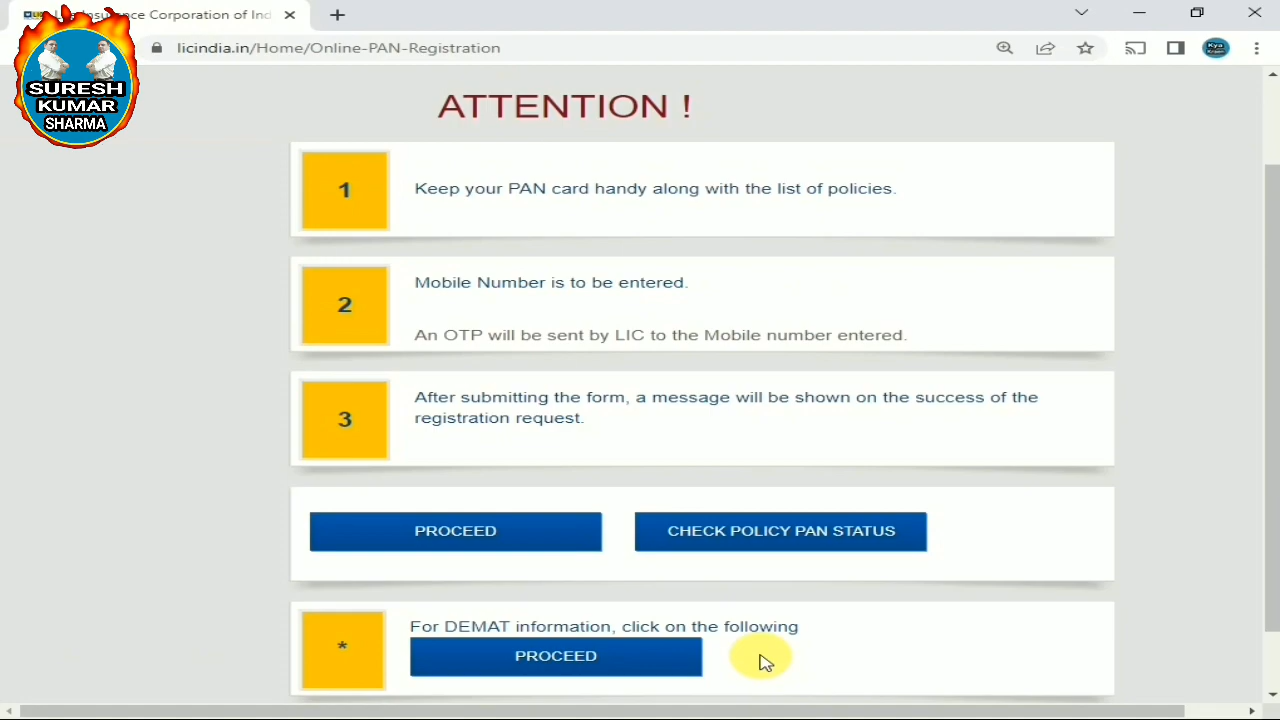 Insurance Corporation of Ind
licindia.in/Home/Online-PAN-Registration
Kya
SURESH
KUMAR
SHARMA
ATTENTION !
1
Keep your PAN card handy along with the list of policies.
2
Mobile Number is to be entered.
An OTP will be sent by LIC to the Mobile number entered.
3
After submitting the form, a message will be shown on the success of the
registration request.
PROCEED
CHECK POLICY PAN STATUS
*
For DEMAT information, click on the following
PROCEED